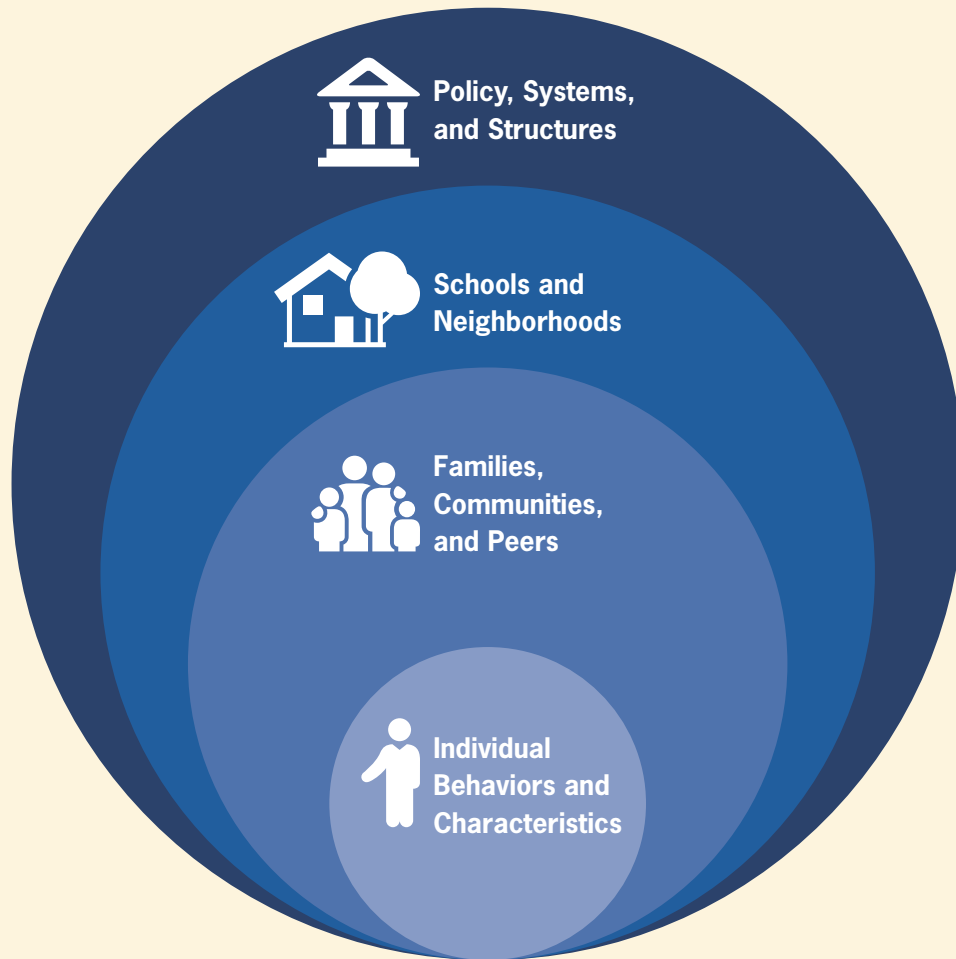 Policy, Systems,
and Structures
Schools and
Neighborhoods
Families,
Communities,
and Peers
Individual
Behaviors and
Characteristics